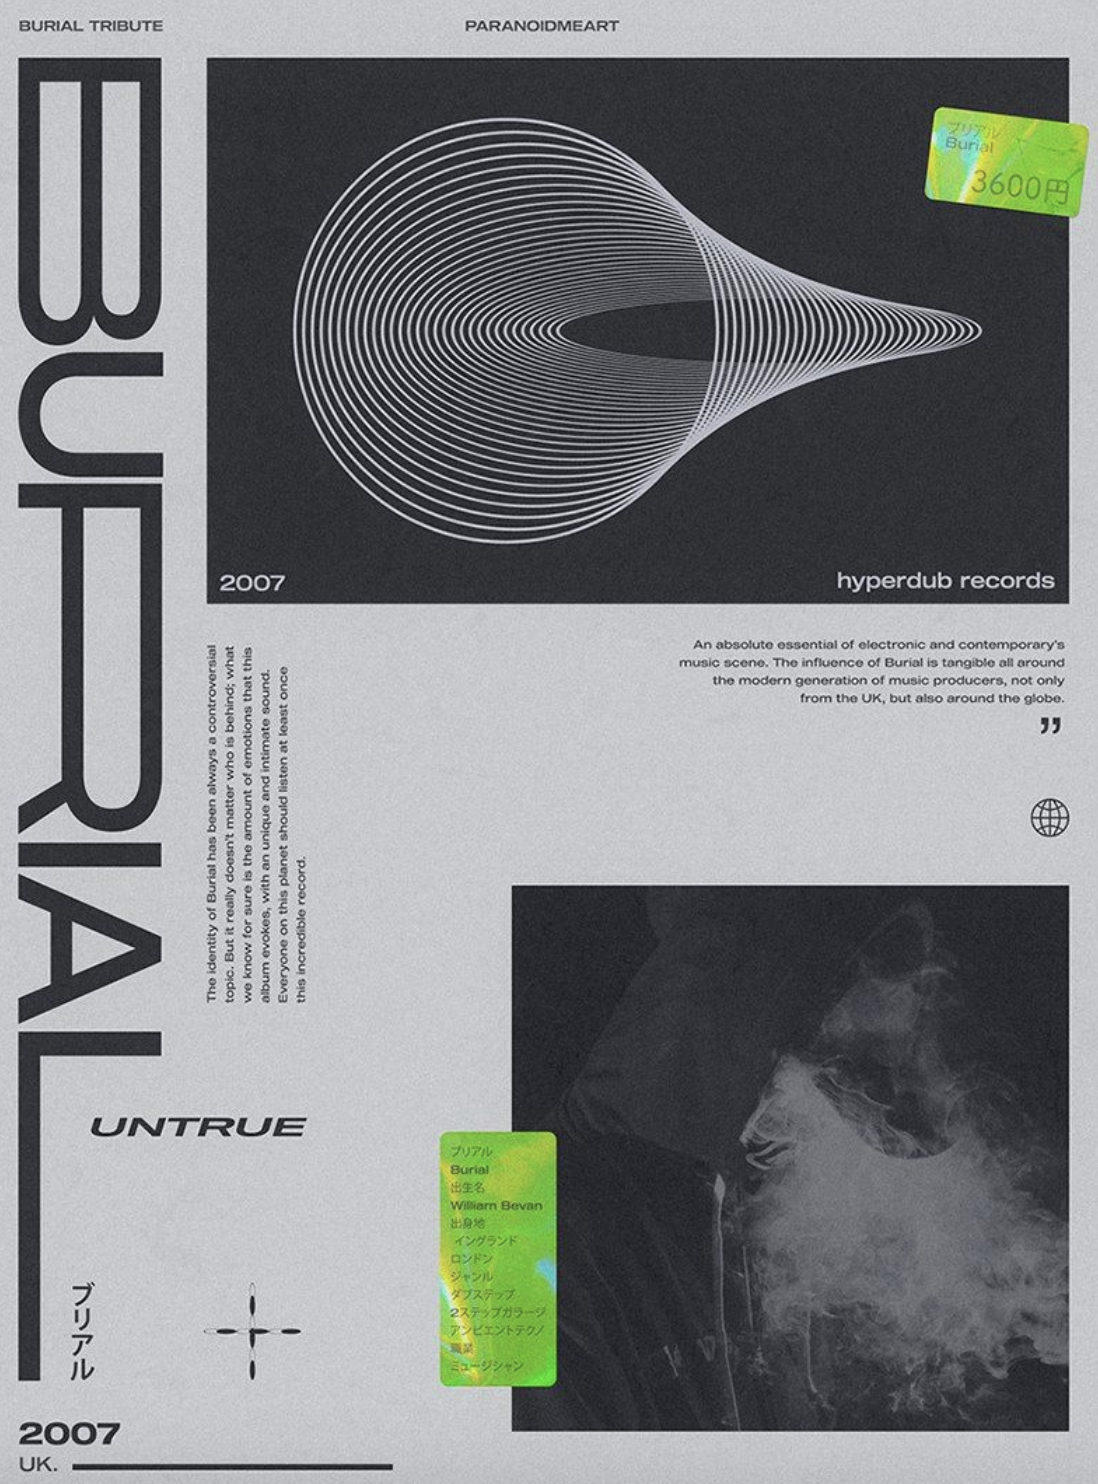 BURIAL TRIBUTE
PARANOIDMEART
BURIAL
ブリアル
Burial
3600円
2007
hyperdub records
An absolute essential of electronic and contemporary's
music scene. The influence of Burial is tangible all around
the modern generation of music producers, not only
from the UK, but also around the globe.
”
The identity of Burial has been always a controversial
topic. But it really doesn't matter who is behind; what
we know for sure is the amount of emotions that this
album evokes, with an unique and intimate sound.
Everyone on this planet should listen at least once
this incredible record.
UNTRUE
ブリアル
Burial
出生名
William Bevan
出身地
イングランド
ロンドン
ジャンル
ダブステップ
2ステップガラージ
アンビエントテクノ
職業
ミュージシャン
ブリアル
2007
UK.